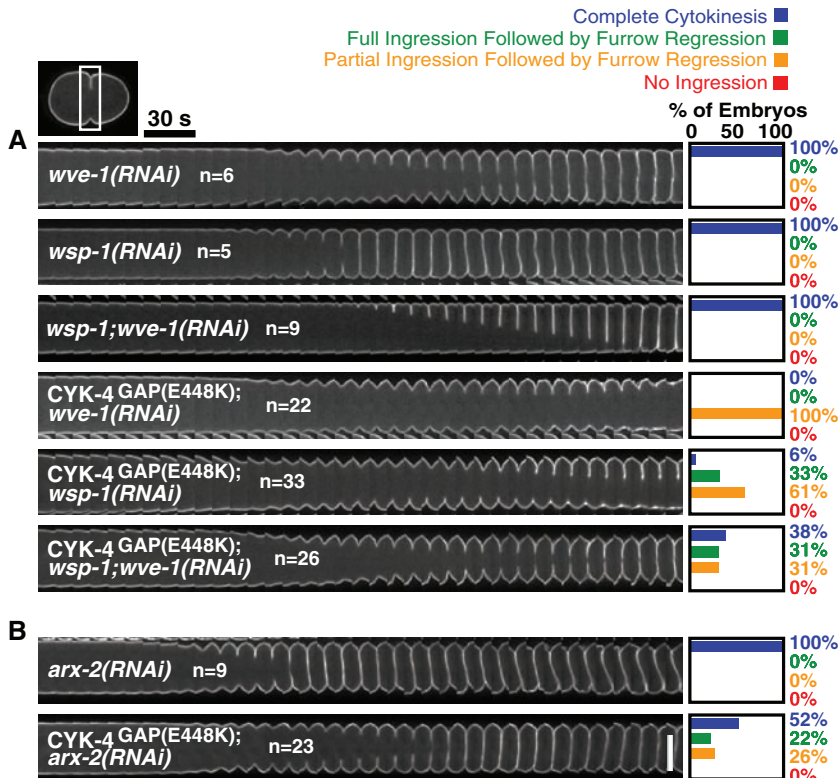 Complete Cytokinesis
Full Ingression Followed by Furrow Regression
Partial Ingression Followed by Furrow Regression
No Ingression
30 s
% of Embryos
0 50 100
A
wve-1(RNAi) n=6
100%
0%
0%
0%
wsp-1(RNAi) n=5
100%
0%
0%
0%
wsp-1;wve-1(RNAi) n=9
100%
0%
0%
0%
CYK-4 GAP(E448K);
wve-1(RNAi) n=22
0%
0%
100%
0%
CYK-4 GAP(E448K);
wsp-1(RNAi) n=33
6%
33%
61%
0%
CYK-4 GAP(E448K);
wsp-1;wve-1(RNAi) n=26
38%
31%
31%
0%
B
arx-2(RNAi) n=9
100%
0%
0%
0%
CYK-4 GAP(E448K);
arx-2(RNAi) n=23
52%
22%
26%
0%